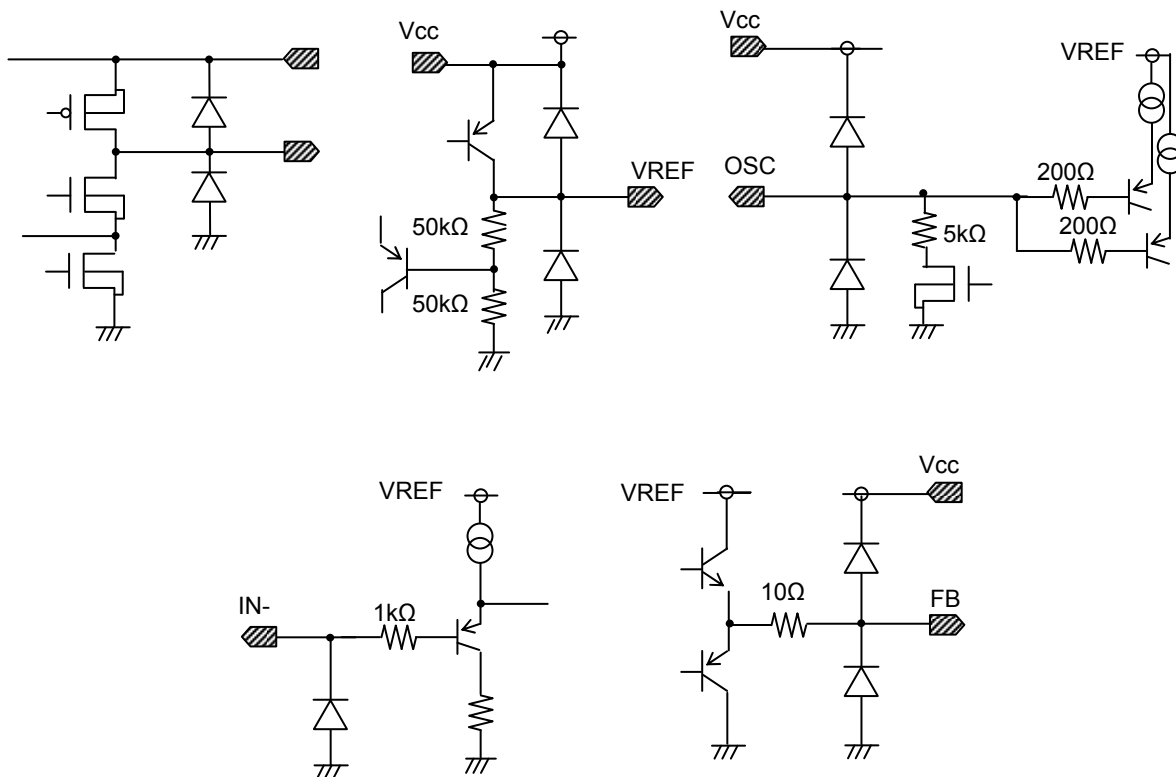 Vcc
VREF
50kΩ
50kΩ
Vcc
VREF
OSC
200Ω
200Ω
5kΩ
VREF
IN-
1kΩ
VREF
Vcc
10Ω
FB